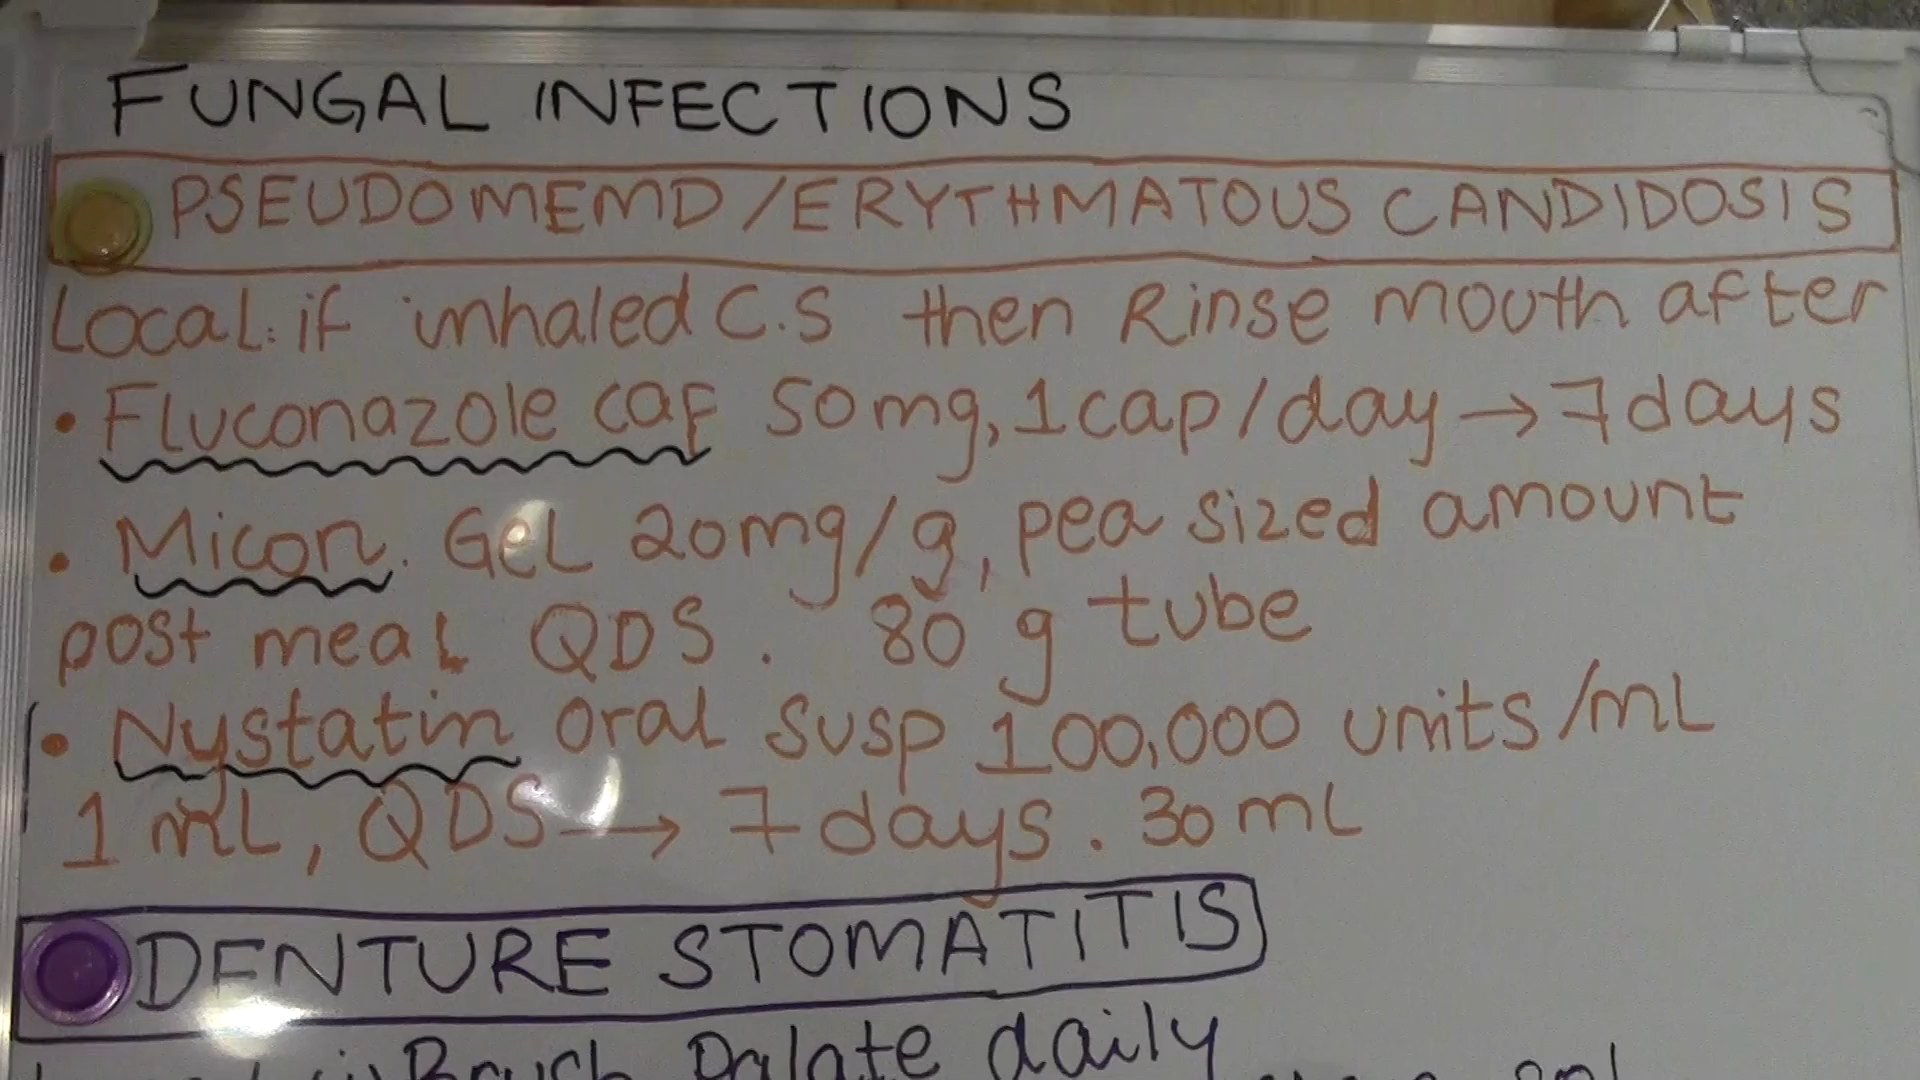 FUNGAL INFECTIONS
PSEUDOMEMD/ERYTHMATOUS CANDIDOSIS
Local: if inhaled C.S then Rinse mouth after
• Fluconazole cap 50mg, 1cap/day → 7days
• Micon. Gel 20mg/g, pea sized amount
post meal QDS. 80 g tube
• Nystatin oral susp 100,000 units/mL
1 mL, QDS → 7 days. 30mL
DENTURE STOMATITIS
Brush Palate daily